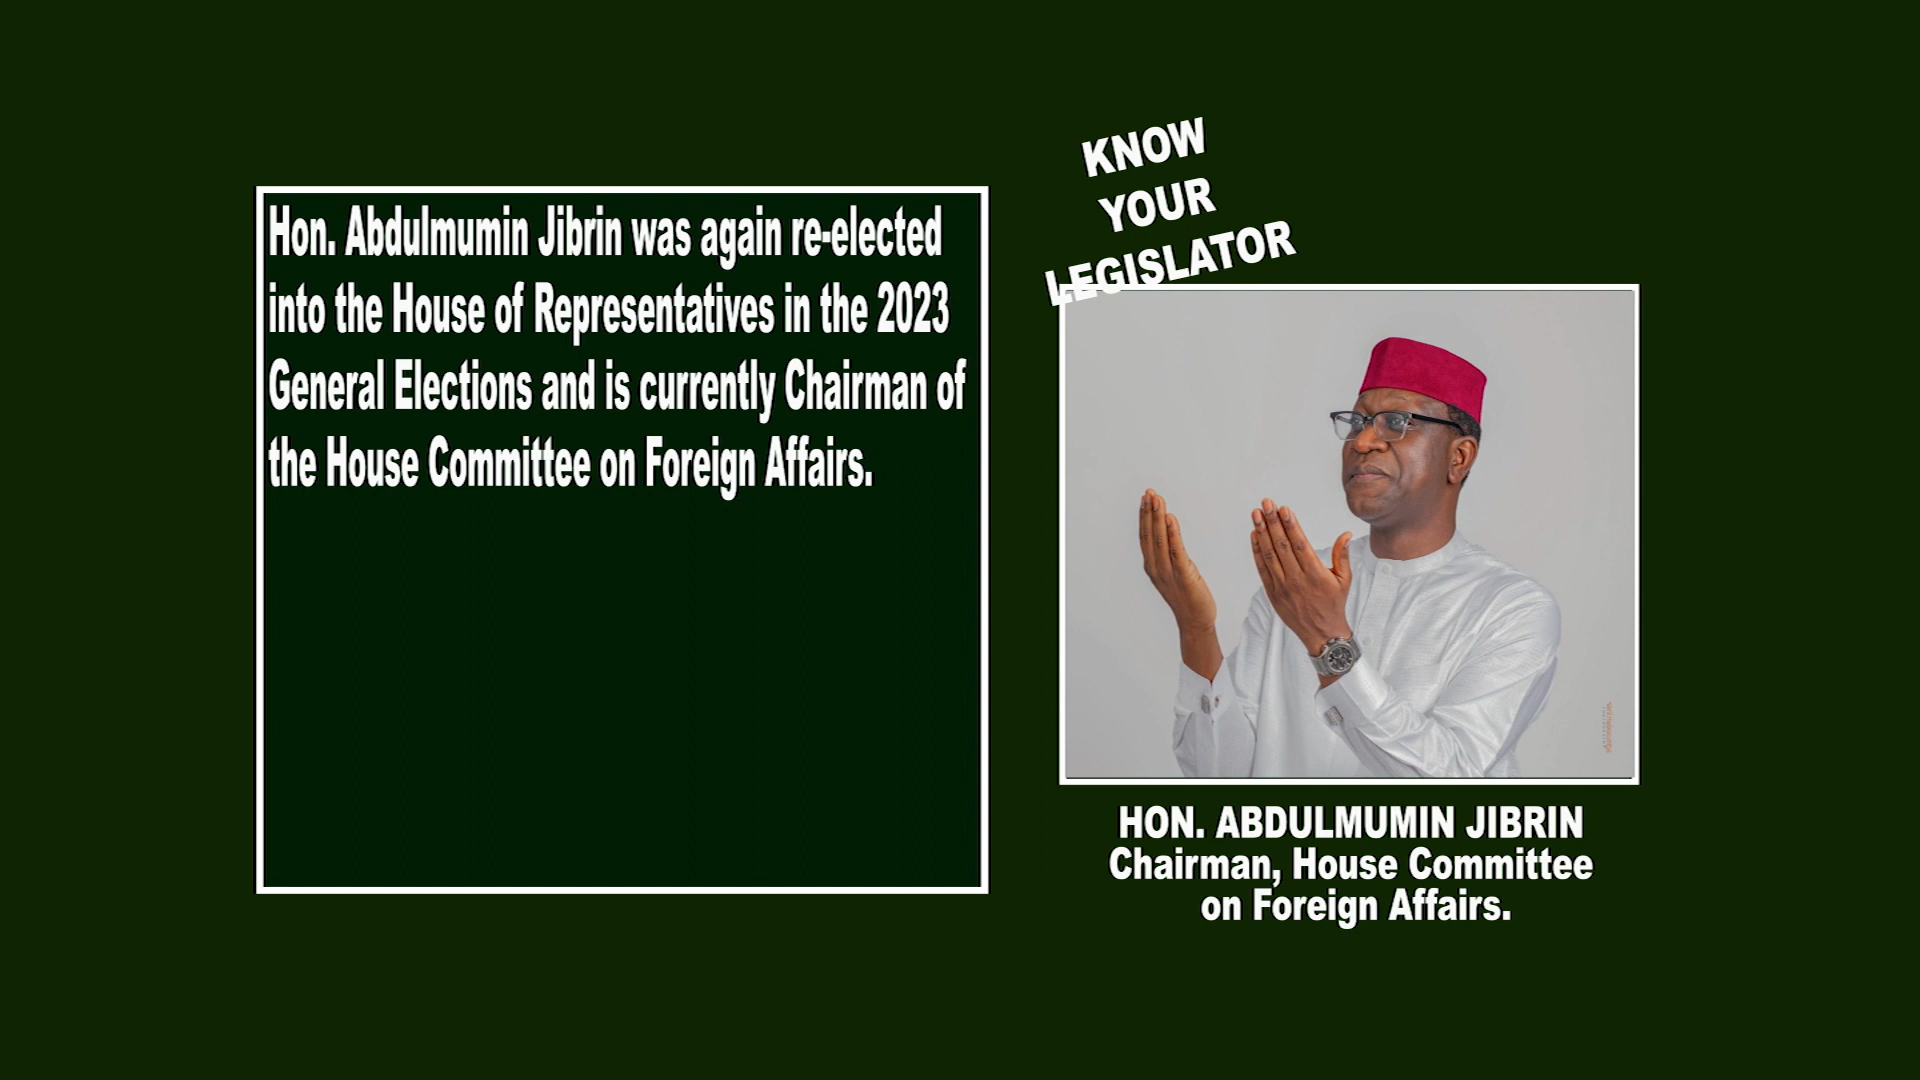 Hon. Abdulmumin Jibrin was again re-elected
into the House of Representatives in the 2023
General Elections and is currently Chairman of
the House Committee on Foreign Affairs.
KNOW
YOUR
LEGISLATOR
HON. ABDULMUMIN JIBRIN
Chairman, House Committee
on Foreign Affairs.